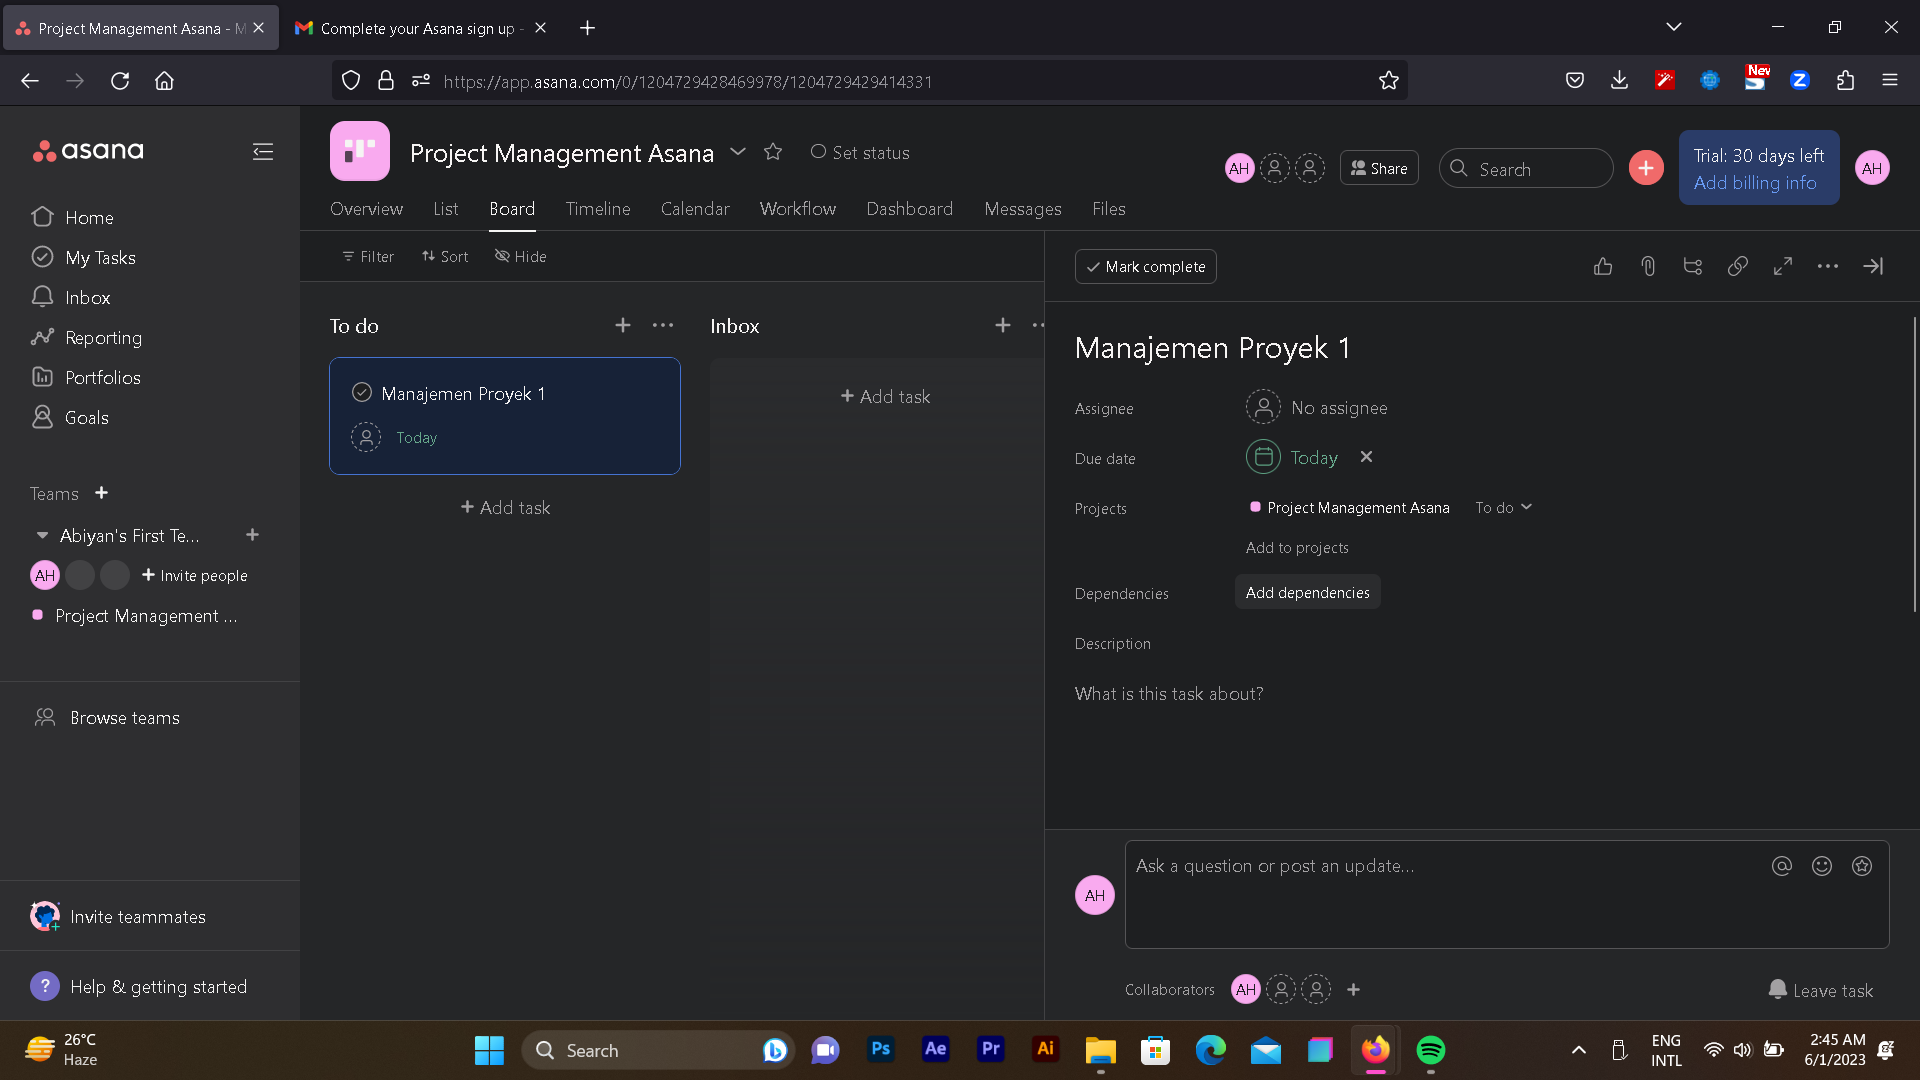 Project Management Asana - M
Complete your Asana sign up -
https://app.asana.com/0/1204729428469978/1204729429414331
New
asana
Home
My Tasks
Inbox
Reporting
Portfolios
Goals
Teams
Abiyan's First Te...
AH
Invite people
Project Management ...
Browse teams
Invite teammates
? Help & getting started
Project Management Asana
Set status
AH
Share
Search
Trial: 30 days left
Add billing info
AH
Overview List Board Timeline Calendar Workflow Dashboard Messages Files
Filter Sort Hide
To do
Manajemen Proyek 1
Today
+ Add task
Inbox
+ Add task
Mark complete
Manajemen Proyek 1
Assignee No assignee
Due date Today
Projects Project Management Asana To do
Add to projects
Dependencies Add dependencies
Description
What is this task about?
AH
Ask a question or post an update...
Collaborators AH
Leave task
26°C
Haze
Search
Ps
Ae
Pr
Ai
ENG
INTL
2:45 AM
6/1/2023